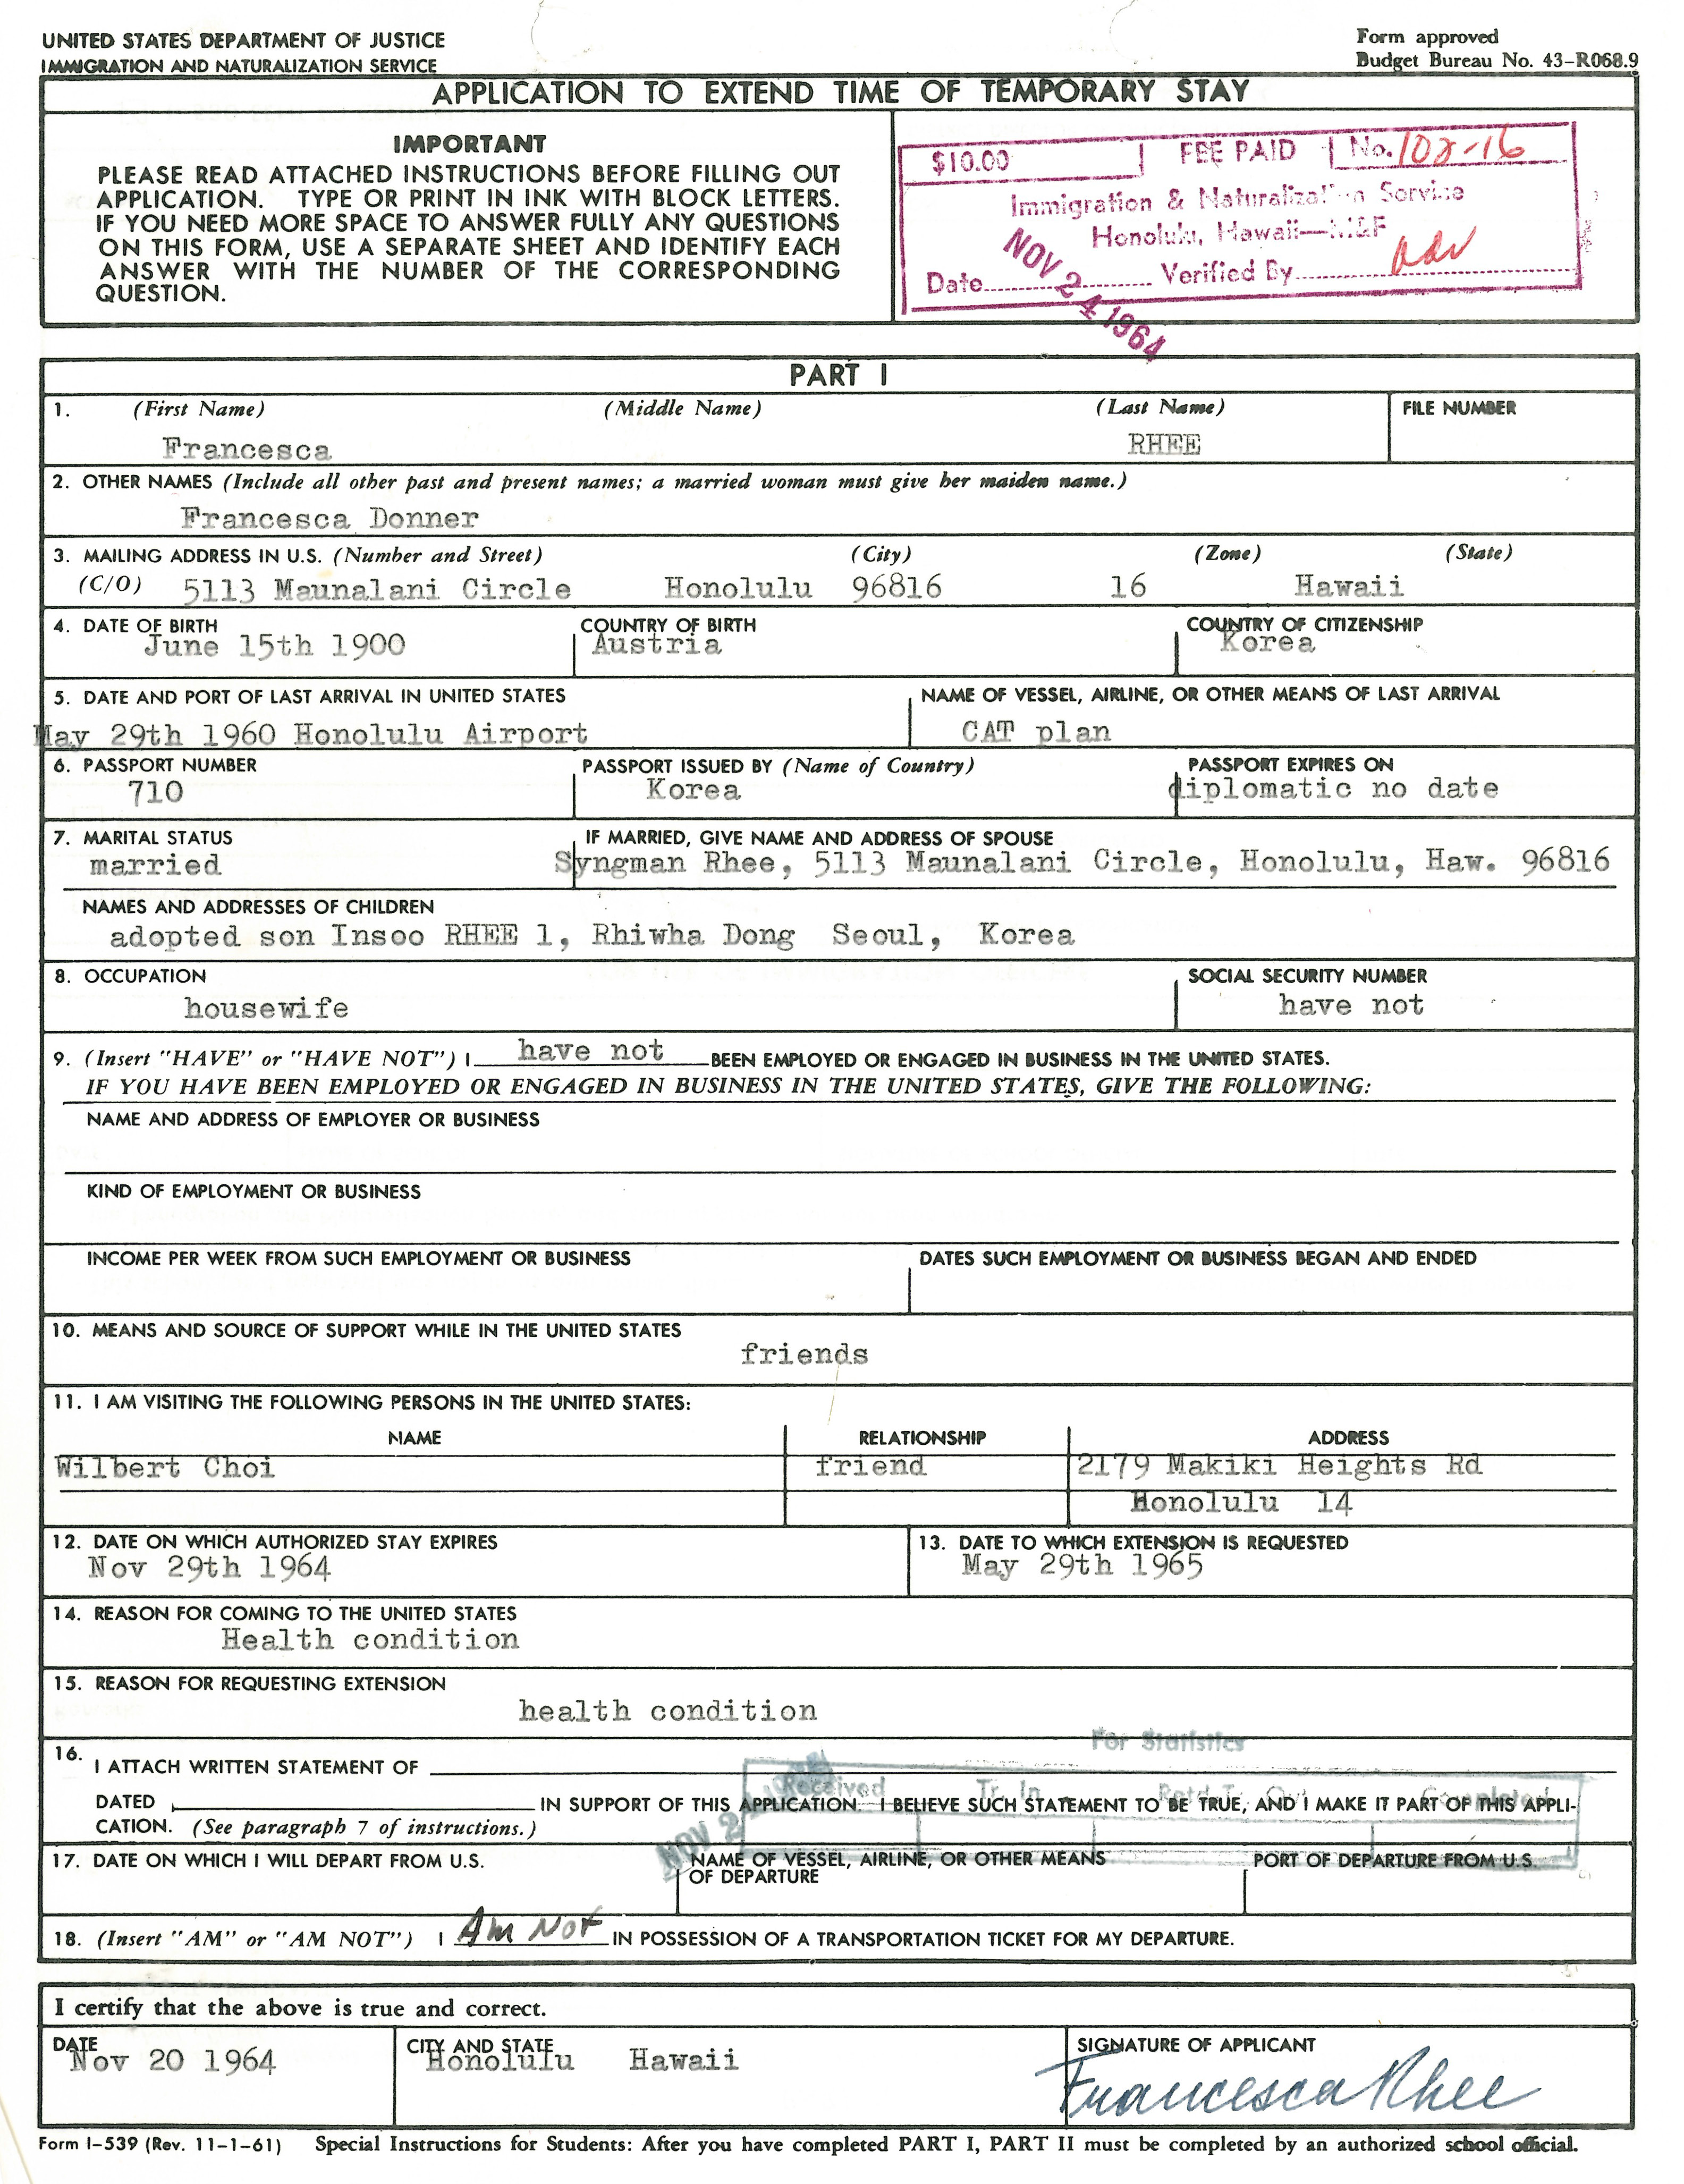 UNITED STATES DEPARTMENT OF JUSTICE
IMMIGRATION AND NATURALIZATION SERVICE
Form approved
Budget Bureau No. 43-R068.9
APPLICATION TO EXTEND TIME OF TEMPORARY STAY
IMPORTANT
PLEASE READ ATTACHED INSTRUCTIONS BEFORE FILLING OUT
APPLICATION. TYPE OR PRINT IN INK WITH BLOCK LETTERS.
IF YOU NEED MORE SPACE TO ANSWER FULLY ANY QUESTIONS
ON THIS FORM, USE A SEPARATE SHEET AND IDENTIFY EACH
ANSWER WITH THE NUMBER OF THE CORRESPONDING
QUESTION.
$10.00 FEE PAID No. 102-16
Immigration & Naturalization Service
Honolulu, Hawaii—
Date Verified By
NOV 24 1964
PART I
1. (First Name) (Middle Name) (Last Name) FILE NUMBER
Francesca RHEE
2. OTHER NAMES (Include all other past and present names; a married woman must give her maiden name.)
Francesca Donner
3. MAILING ADDRESS IN U.S. (Number and Street) (City) (Zone) (State)
(C/O) 5113 Maunalani Circle Honolulu 96816 16 Hawaii
4. DATE OF BIRTH COUNTRY OF BIRTH COUNTRY OF CITIZENSHIP
June 15th 1900 Austria Korea
5. DATE AND PORT OF LAST ARRIVAL IN UNITED STATES NAME OF VESSEL, AIRLINE, OR OTHER MEANS OF LAST ARRIVAL
May 29th 1960 Honolulu Airport CAT plan
6. PASSPORT NUMBER PASSPORT ISSUED BY (Name of Country) PASSPORT EXPIRES ON
710 Korea diplomatic no date
7. MARITAL STATUS IF MARRIED, GIVE NAME AND ADDRESS OF SPOUSE
married Syngman Rhee, 5113 Maunalani Circle, Honolulu, Haw. 96816
NAMES AND ADDRESSES OF CHILDREN
adopted son Insoo RHEE 1, Rhiwha Dong Seoul, Korea
8. OCCUPATION SOCIAL SECURITY NUMBER
housewife have not
9. (Insert "HAVE" or "HAVE NOT") I have not BEEN EMPLOYED OR ENGAGED IN BUSINESS IN THE UNITED STATES.
IF YOU HAVE BEEN EMPLOYED OR ENGAGED IN BUSINESS IN THE UNITED STATES, GIVE THE FOLLOWING:
NAME AND ADDRESS OF EMPLOYER OR BUSINESS
KIND OF EMPLOYMENT OR BUSINESS
INCOME PER WEEK FROM SUCH EMPLOYMENT OR BUSINESS DATES SUCH EMPLOYMENT OR BUSINESS BEGAN AND ENDED
10. MEANS AND SOURCE OF SUPPORT WHILE IN THE UNITED STATES
friends
11. I AM VISITING THE FOLLOWING PERSONS IN THE UNITED STATES:
NAME RELATIONSHIP ADDRESS
Wilbert Choi friend 2179 Makiki Heights Rd
Honolulu 14
12. DATE ON WHICH AUTHORIZED STAY EXPIRES 13. DATE TO WHICH EXTENSION IS REQUESTED
Nov 29th 1964 May 29th 1965
14. REASON FOR COMING TO THE UNITED STATES
Health condition
15. REASON FOR REQUESTING EXTENSION
health condition
For Statistics
16. I ATTACH WRITTEN STATEMENT OF
Received Tr. In Completed
DATED IN SUPPORT OF THIS APPLICATION. I BELIEVE SUCH STATEMENT TO BE TRUE, AND I MAKE IT PART OF THIS APPLI-
CATION. (See paragraph 7 of instructions.)
NOV 2
17. DATE ON WHICH I WILL DEPART FROM U.S. NAME OF VESSEL, AIRLINE, OR OTHER MEANS PORT OF DEPARTURE FROM U.S.
OF DEPARTURE
18. (Insert "AM" or "AM NOT") I Am Not IN POSSESSION OF A TRANSPORTATION TICKET FOR MY DEPARTURE.
I certify that the above is true and correct.
DATE CITY AND STATE SIGNATURE OF APPLICANT
Nov 20 1964 Honolulu Hawaii Francesca Rhee
Form I-539 (Rev. 11-1-61) Special Instructions for Students: After you have completed PART I, PART II must be completed by an authorized school official.